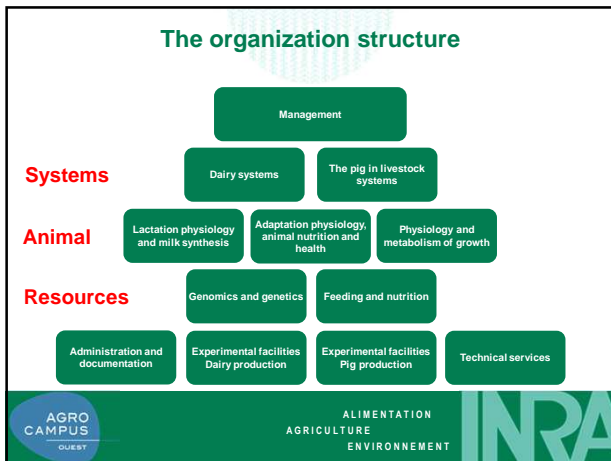 The organization structure
Management
Systems
Dairy systems
The pig in livestock
systems
Animal
Lactation physiology
and milk synthesis
Adaptation physiology,
animal nutrition and
health
Physiology and
metabolism of growth
Resources
Genomics and genetics
Feeding and nutrition
Administration and
documentation
Experimental facilities
Dairy production
Experimental facilities
Pig production
Technical services
AGRO
CAMPUS
OUEST
ALIMENTATION
AGRICULTURE
ENVIRONNEMENT
INRA